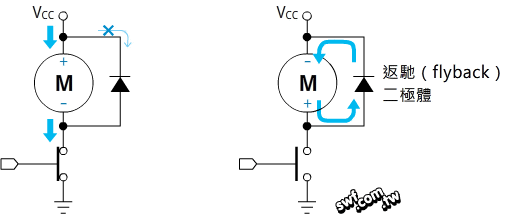 Vcc
Vcc
+
M
−
−
M
+
返馳（flyback）
二極體
swf.com.tw